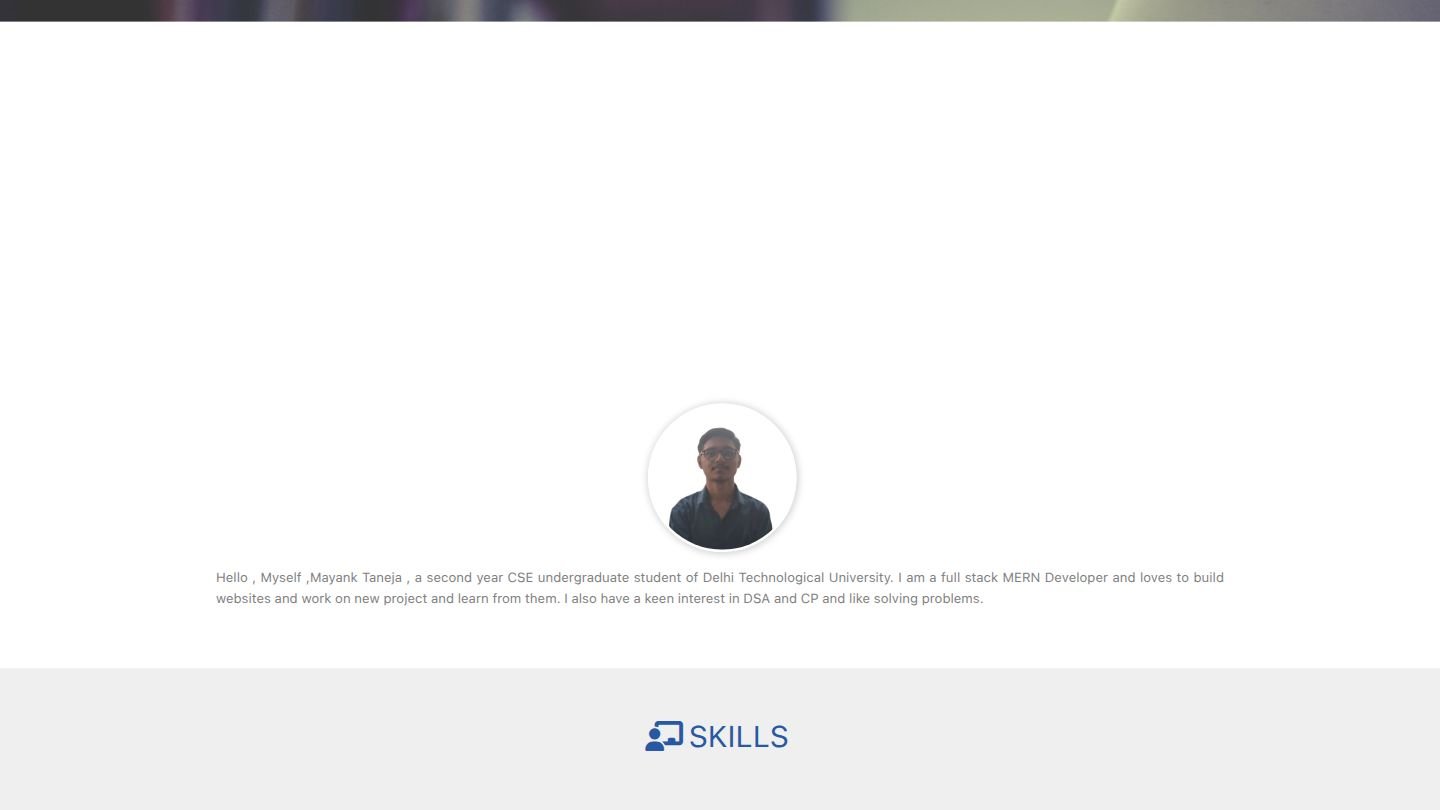 Hello , Myself ,Mayank Taneja , a second year CSE undergraduate student of Delhi Technological University. I am a full stack MERN Developer and loves to build
websites and work on new project and learn from them. I also have a keen interest in DSA and CP and like solving problems.
SKILLS